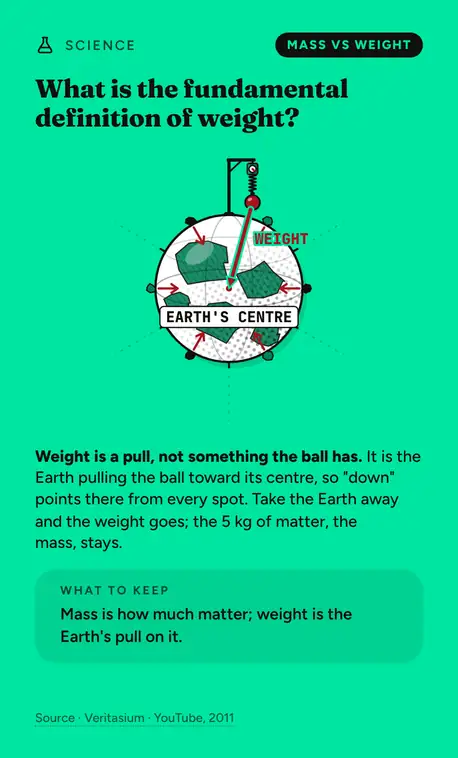 SCIENCE
MASS VS WEIGHT
What is the fundamental
definition of weight?
WEIGHT
EARTH'S CENTRE
Weight is a pull, not something the ball has. It is the
Earth pulling the ball toward its centre, so "down"
points there from every spot. Take the Earth away
and the weight goes; the 5 kg of matter, the
mass, stays.
WHAT TO KEEP
Mass is how much matter; weight is the
Earth's pull on it.
Source · Veritasium · YouTube, 2011